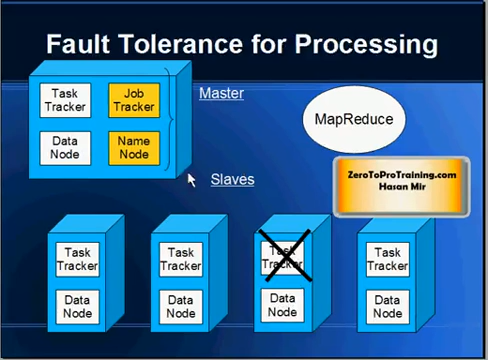 Fault Tolerance for Processing
Task
Tracker
Job
Tracker
Data
Node
Name
Node
Master
MapReduce
ZeroToProTraining.com
Hasan Mir
Slaves
Task
Tracker
Data
Node
Task
Tracker
Data
Node
Task
Tracker
Data
Node
Task
Tracker
Data
Node